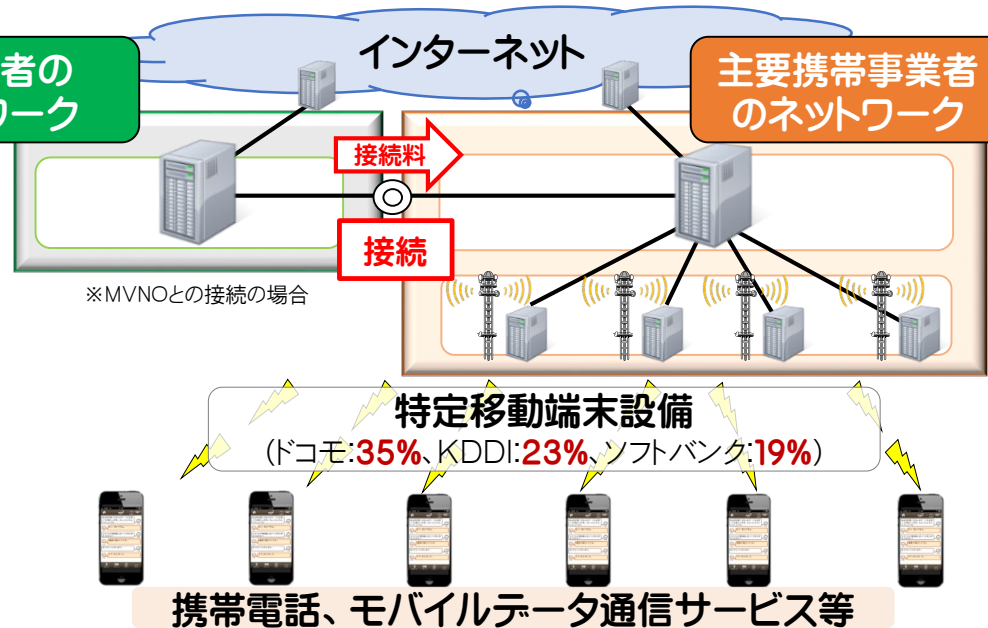 インターネット
者の
ワーク
主要携帯事業者
のネットワーク
接続料
接続
※MVNOとの接続の場合
特定移動端末設備
(ドコモ:35%、KDDI:23%、ソフトバンク:19%)
携帯電話、モバイルデータ通信サービス等